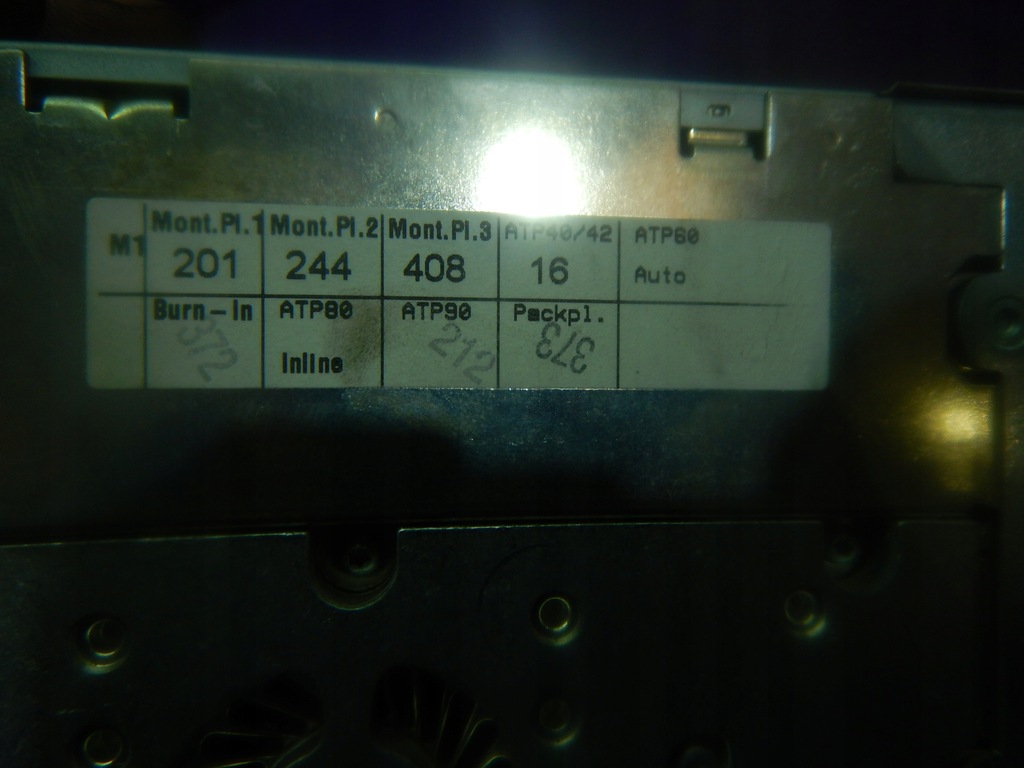 M1 Mont.Pl.1 Mont.Pl.2 Mont.Pl.3 ATP40/42 ATP60
201 244 408 16 Auto
Burn-In ATP80 ATP90 Packpl.
372 Inline 212 373